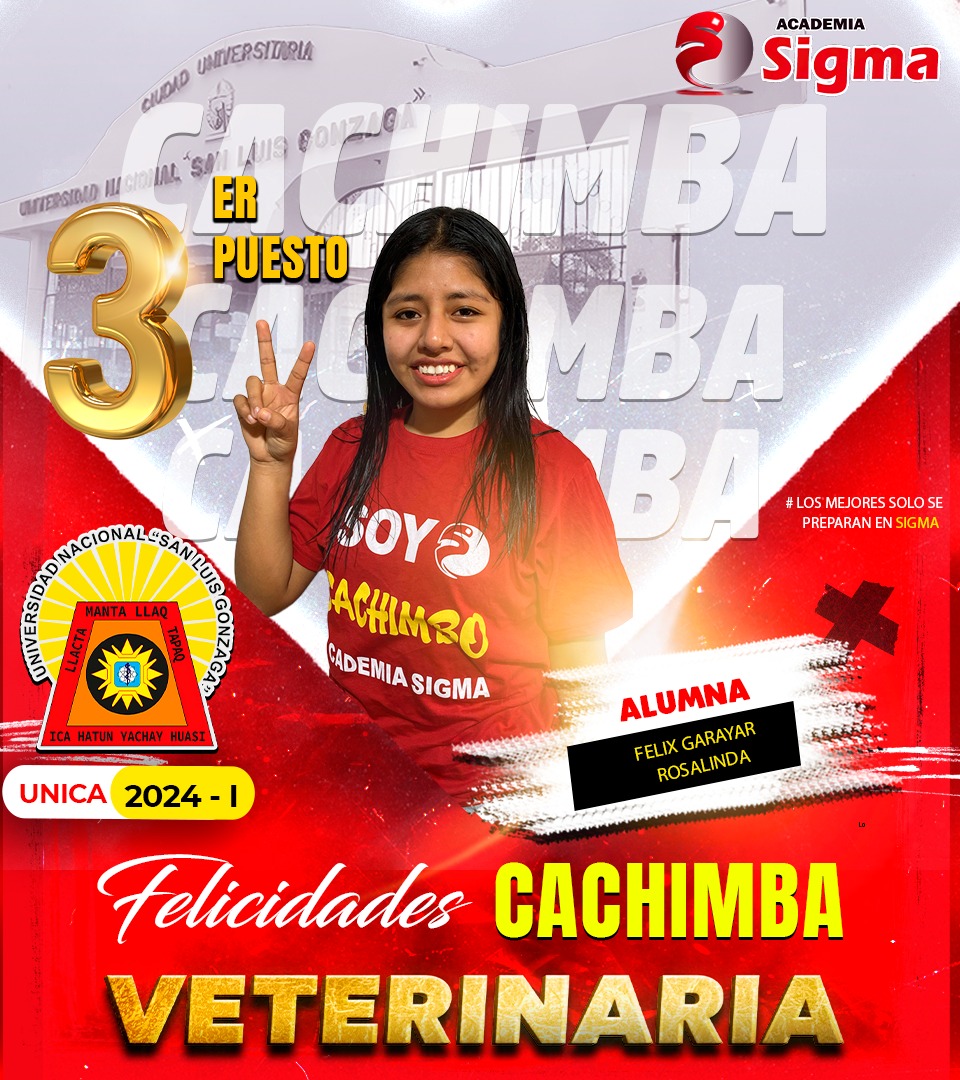 ACADEMIA
Sigma
CIUDAD UNIVERSITARIA
UNIVERSIDAD NACIONAL "SAN LUIS GONZAGA"
CACHIMBA
CACHIMBA
CACHIMBA
3 ER
PUESTO
# LOS MEJORES SOLO SE
PREPARAN EN SIGMA
SOY
CACHIMBO
ACADEMIA SIGMA
UNIVERSIDAD NACIONAL "SAN LUIS GONZAGA"
MANTA LLAQ
LLACTA
TAPAQ
ICA HATUN YACHAY HUASI
UNICA 2024 - I
ALUMNA
FELIX GARAYAR
ROSALINDA
Lo
Felicidades CACHIMBA
VETERINARIA